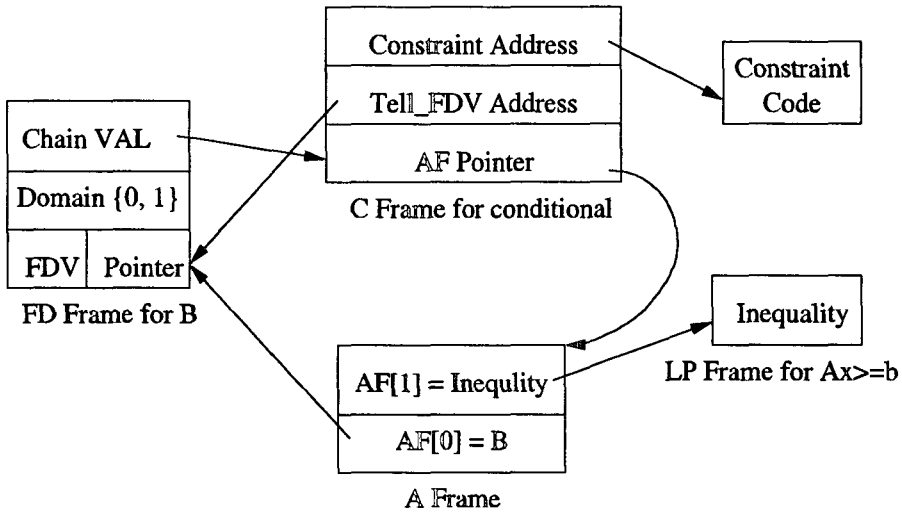 Constraint Address
Tell_FDV Address
AF Pointer
C Frame for conditional
Constraint
Code
Chain VAL
Domain {0, 1}
FDV Pointer
FD Frame for B
Inequality
LP Frame for Ax>=b
AF[1] = Inequlity
AF[0] = B
A Frame